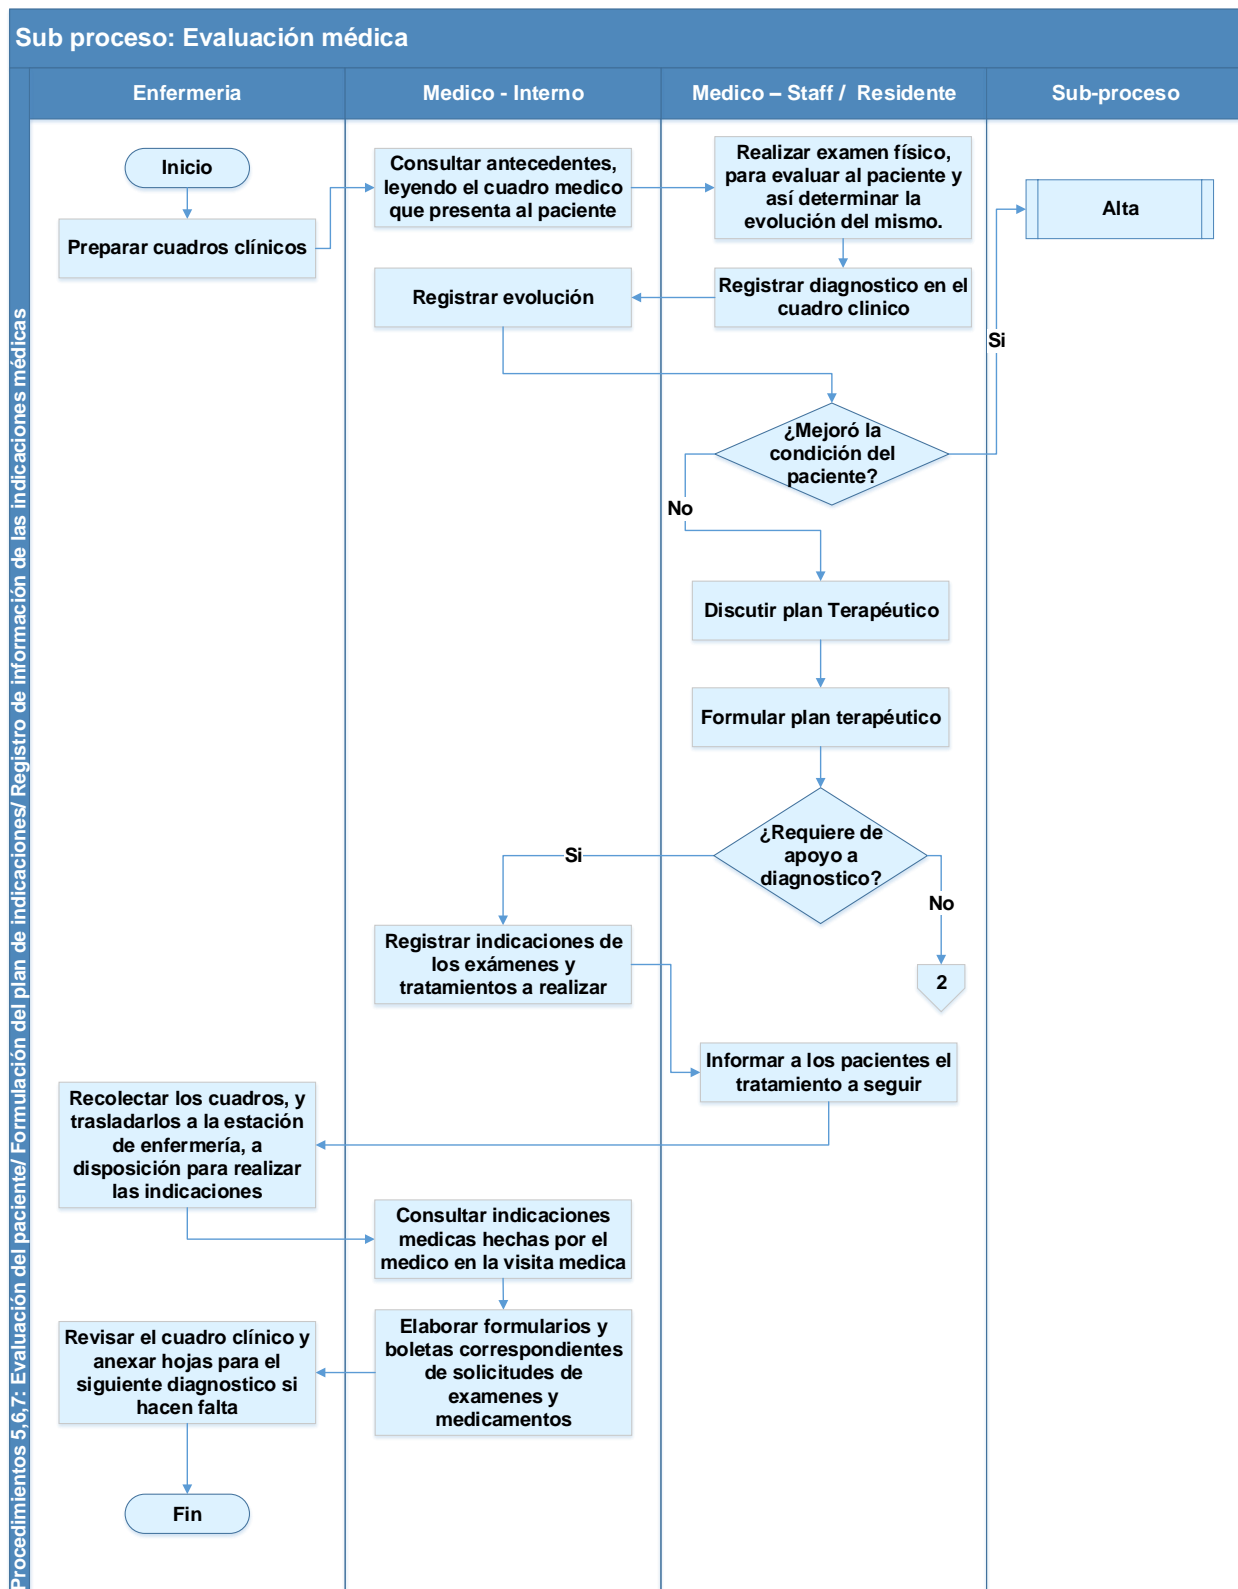 Sub proceso: Evaluación médica
Procedimientos 5,6,7: Evaluación del paciente/ Formulación del plan de indicaciones/ Registro de información de las indicaciones médicas
Enfermeria
Medico - Interno
Medico – Staff / Residente
Sub-proceso
Inicio
Preparar cuadros clínicos
Consultar antecedentes,
leyendo el cuadro medico
que presenta al paciente
Realizar examen físico,
para evaluar al paciente y
así determinar la
evolución del mismo.
Alta
Registrar evolución
Registrar diagnostico en el
cuadro clinico
Si
¿Mejoró la
condición del
paciente?
No
Discutir plan Terapéutico
Formular plan terapéutico
¿Requiere de
apoyo a
diagnostico?
Si
No
2
Registrar indicaciones de
los exámenes y
tratamientos a realizar
Informar a los pacientes el
tratamiento a seguir
Recolectar los cuadros, y
trasladarlos a la estación
de enfermería, a
disposición para realizar
las indicaciones
Consultar indicaciones
medicas hechas por el
medico en la visita medica
Elaborar formularios y
boletas correspondientes
de solicitudes de
examenes y
medicamentos
Revisar el cuadro clínico y
anexar hojas para el
siguiente diagnostico si
hacen falta
Fin